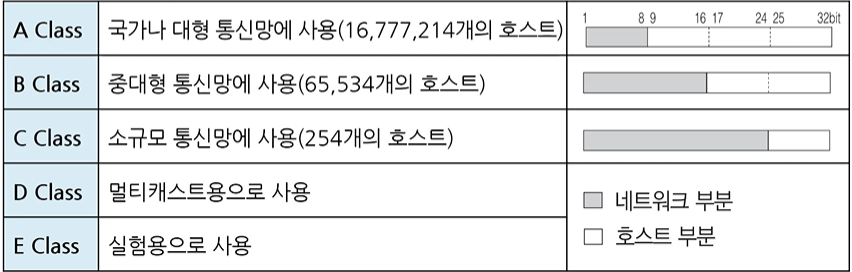 A Class 국가나 대형 통신망에 사용(16,777,214개의 호스트) 1 8 9 16 17 24 25 32bit
B Class 중대형 통신망에 사용(65,534개의 호스트)
C Class 소규모 통신망에 사용(254개의 호스트)
D Class 멀티캐스트용으로 사용
네트워크 부분
호스트 부분
E Class 실험용으로 사용